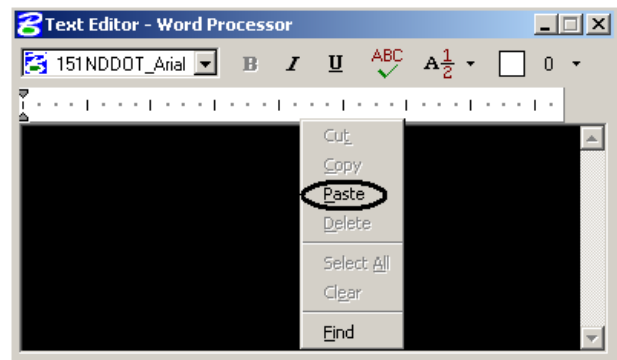 Text Editor - Word Processor
151NDDOT_Arial B I U ABC A1/2 0
Cut
Copy
Paste
Delete
Select All
Clear
Find